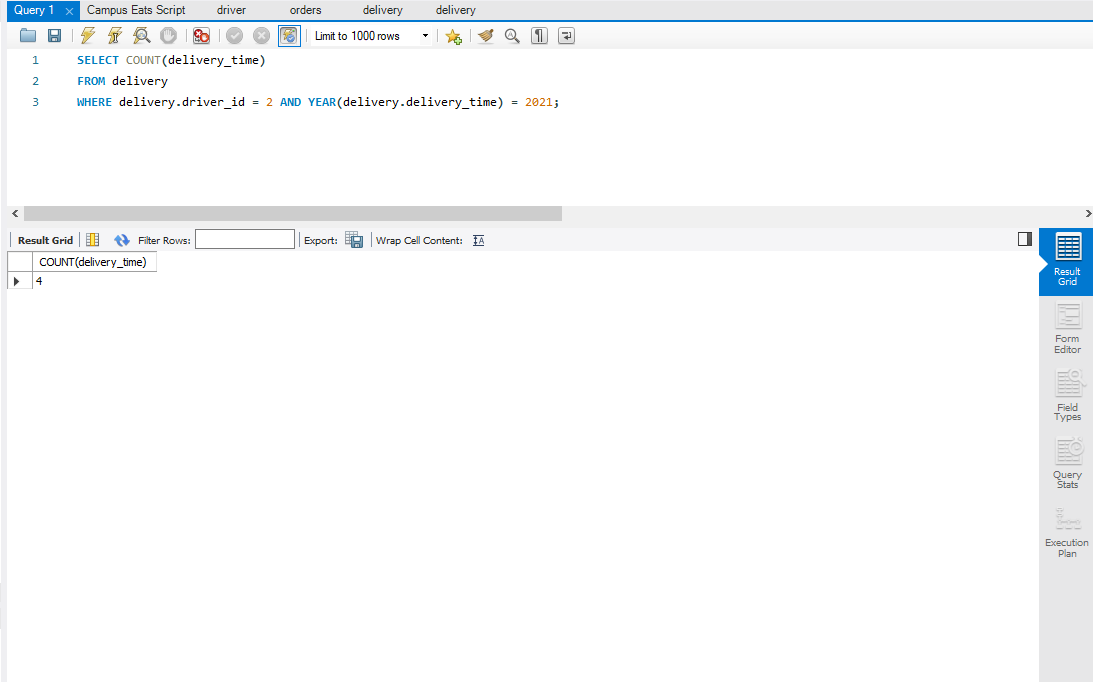 Query 1 Campus Eats Script driver orders delivery delivery
Limit to 1000 rows
1 SELECT COUNT(delivery_time)
2 FROM delivery
3 WHERE delivery.driver_id = 2 AND YEAR(delivery.delivery_time) = 2021;
Result Grid Filter Rows: Export: Wrap Cell Content:
COUNT(delivery_time)
4
Result
Grid
Form
Editor
Field
Types
Query
Stats
Execution
Plan